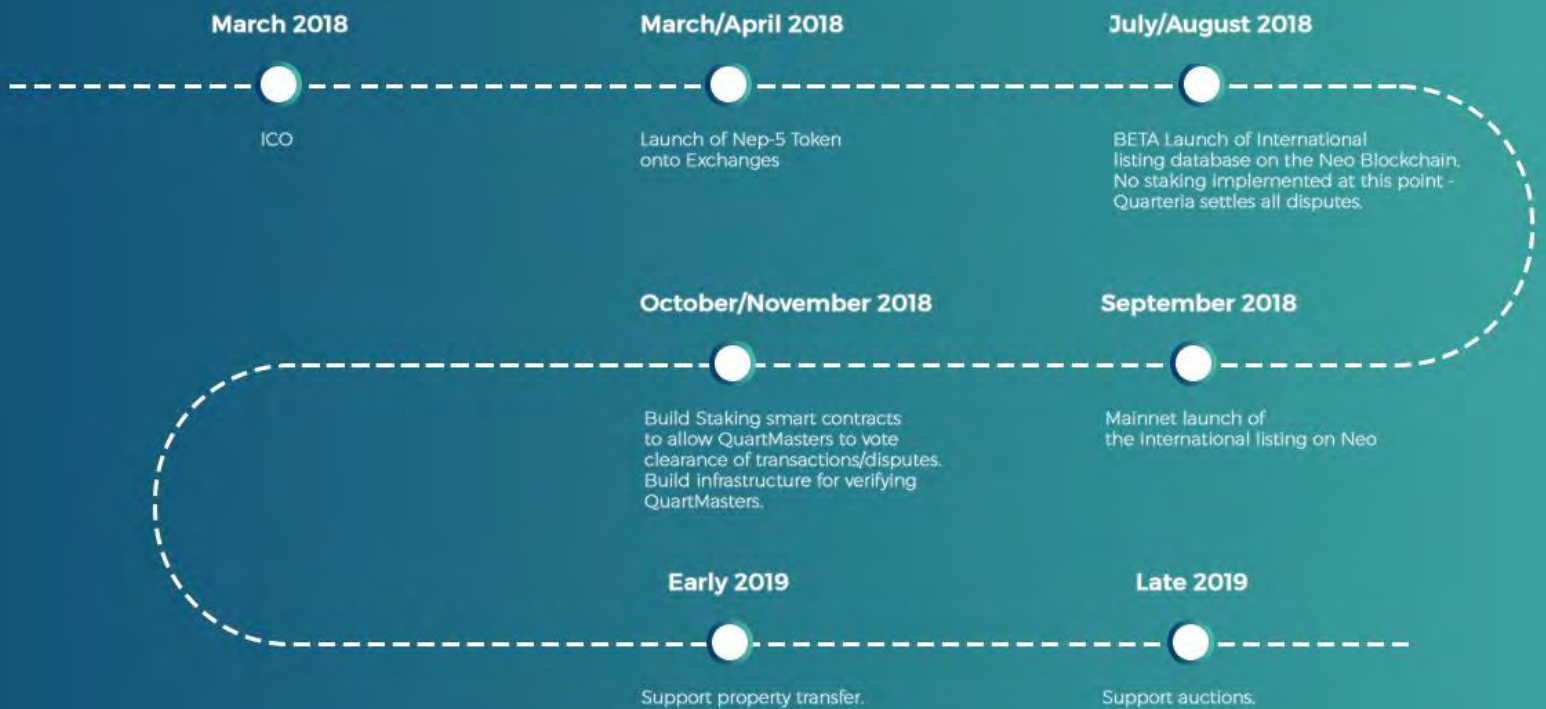 March 2018
ICO
March/April 2018
Launch of Nep-5 Token
onto Exchanges
July/August 2018
BETA Launch of International
listing database on the Neo Blockchain.
No staking implemented at this point -
Quarteria settles all disputes.
September 2018
Mainnet launch of
the International listing on Neo
October/November 2018
Build Staking smart contracts
to allow QuartMasters to vote
clearance of transactions/disputes.
Build infrastructure for verifying
QuartMasters.
Early 2019
Support property transfer.
Late 2019
Support auctions.